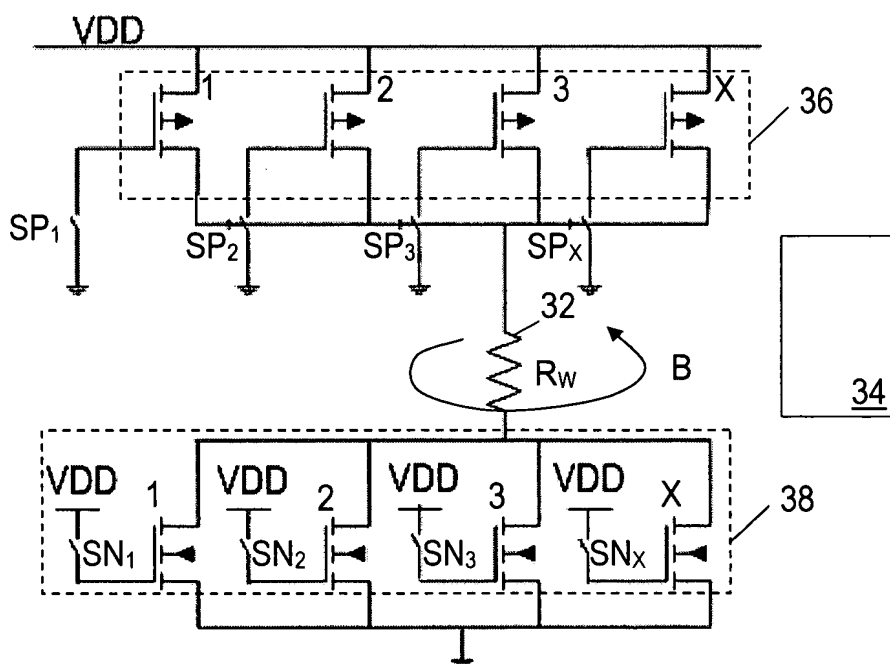 VDD
1 2 3 X
36
SP1 SP2 SP3 SPX
32
RW B
34
VDD 1 VDD 2 VDD 3 VDD X
38
SN1 SN2 SN3 SNX